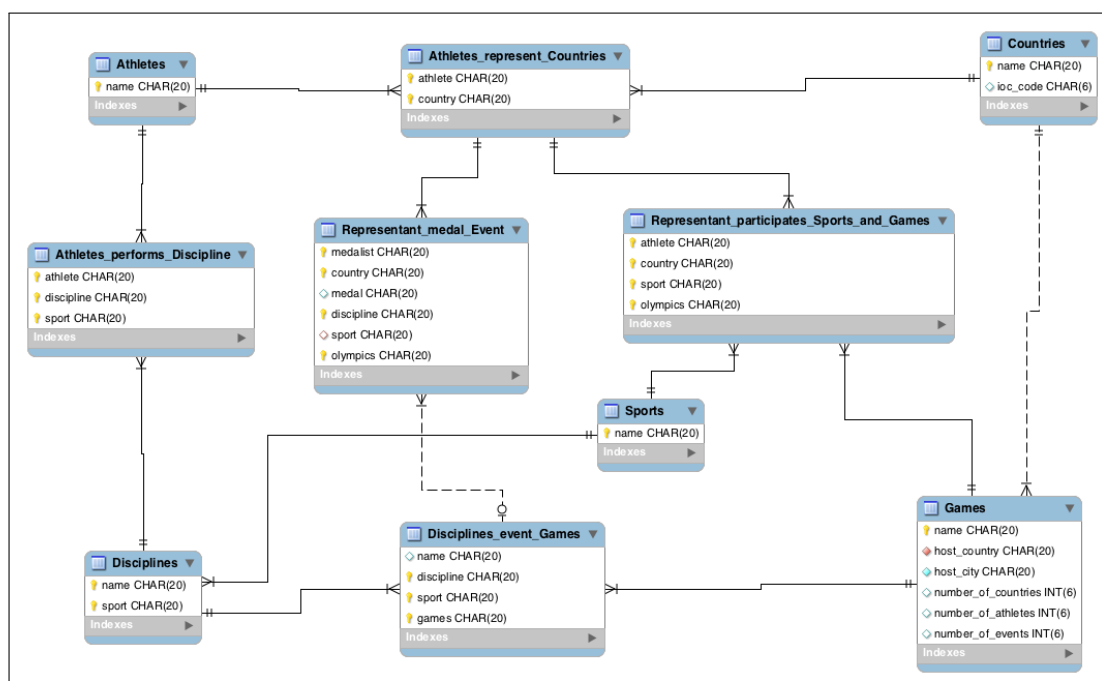 Athletes
name CHAR(20)
Indexes
Athletes_represent_Countries
athlete CHAR(20)
country CHAR(20)
Indexes
Countries
name CHAR(20)
ioc_code CHAR(6)
Indexes
Athletes_performs_Discipline
athlete CHAR(20)
discipline CHAR(20)
sport CHAR(20)
Indexes
Representant_medal_Event
medalist CHAR(20)
country CHAR(20)
medal CHAR(20)
discipline CHAR(20)
sport CHAR(20)
olympics CHAR(20)
Indexes
Representant_participates_Sports_and_Games
athlete CHAR(20)
country CHAR(20)
sport CHAR(20)
olympics CHAR(20)
Indexes
Sports
name CHAR(20)
Indexes
Disciplines
name CHAR(20)
sport CHAR(20)
Indexes
Disciplines_event_Games
name CHAR(20)
discipline CHAR(20)
sport CHAR(20)
games CHAR(20)
Indexes
Games
name CHAR(20)
host_country CHAR(20)
host_city CHAR(20)
number_of_countries INT(6)
number_of_athletes INT(6)
number_of_events INT(6)
Indexes